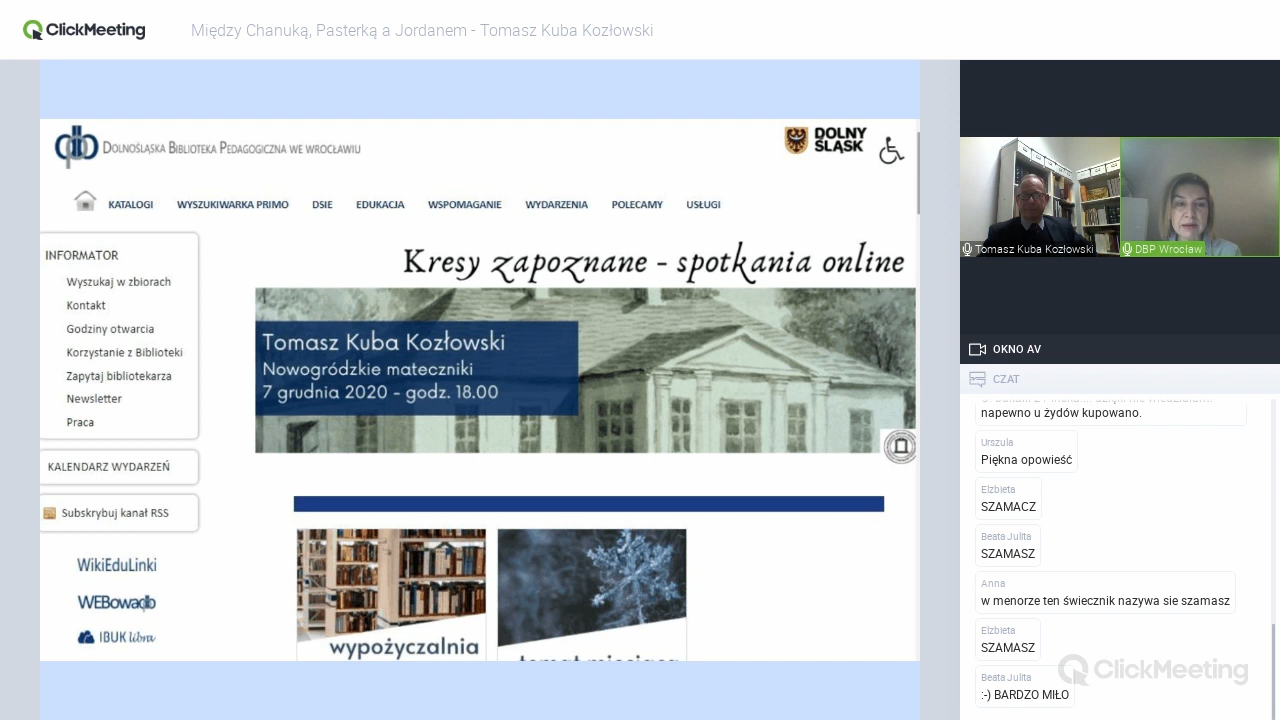 ClickMeeting
Między Chanuką, Pasterką a Jordanem - Tomasz Kuba Kozłowski
DOLNOŚLĄSKA BIBLIOTEKA PEDAGOGICZNA WE WROCŁAWIU
DOLNY
ŚLĄSK
KATALOGI WYSZUKIWARKA PRIMO DSIE EDUKACJA WSPOMAGANIE WYDARZENIA POLECAMY USŁUGI
INFORMATOR
Wyszukaj w zbiorach
Kontakt
Godziny otwarcia
Korzystanie z Biblioteki
Zapytaj bibliotekarza
Newsletter
Praca
KALENDARZ WYDARZEŃ
Subskrybuj kanał RSS
WikiEduLinki
WEBowadb
IBUK libra
Kresy zapoznane - spotkania online
Tomasz Kuba Kozłowski
Nowogródzkie mateczniki
7 grudnia 2020 - godz. 18.00
wypożyczalnia
temat miesiąca
Tomasz Kuba Kozłowski
DBP Wrocław
OKNO AV
CZAT
napewno u żydów kupowano.
Urszula
Piękna opowieść
Elzbieta
SZAMACZ
Beata Julita
SZAMASZ
Anna
w menorze ten świecznik nazywa sie szamasz
Elzbieta
SZAMASZ
Beata Julita
:-) BARDZO MIŁO
ClickMeeting